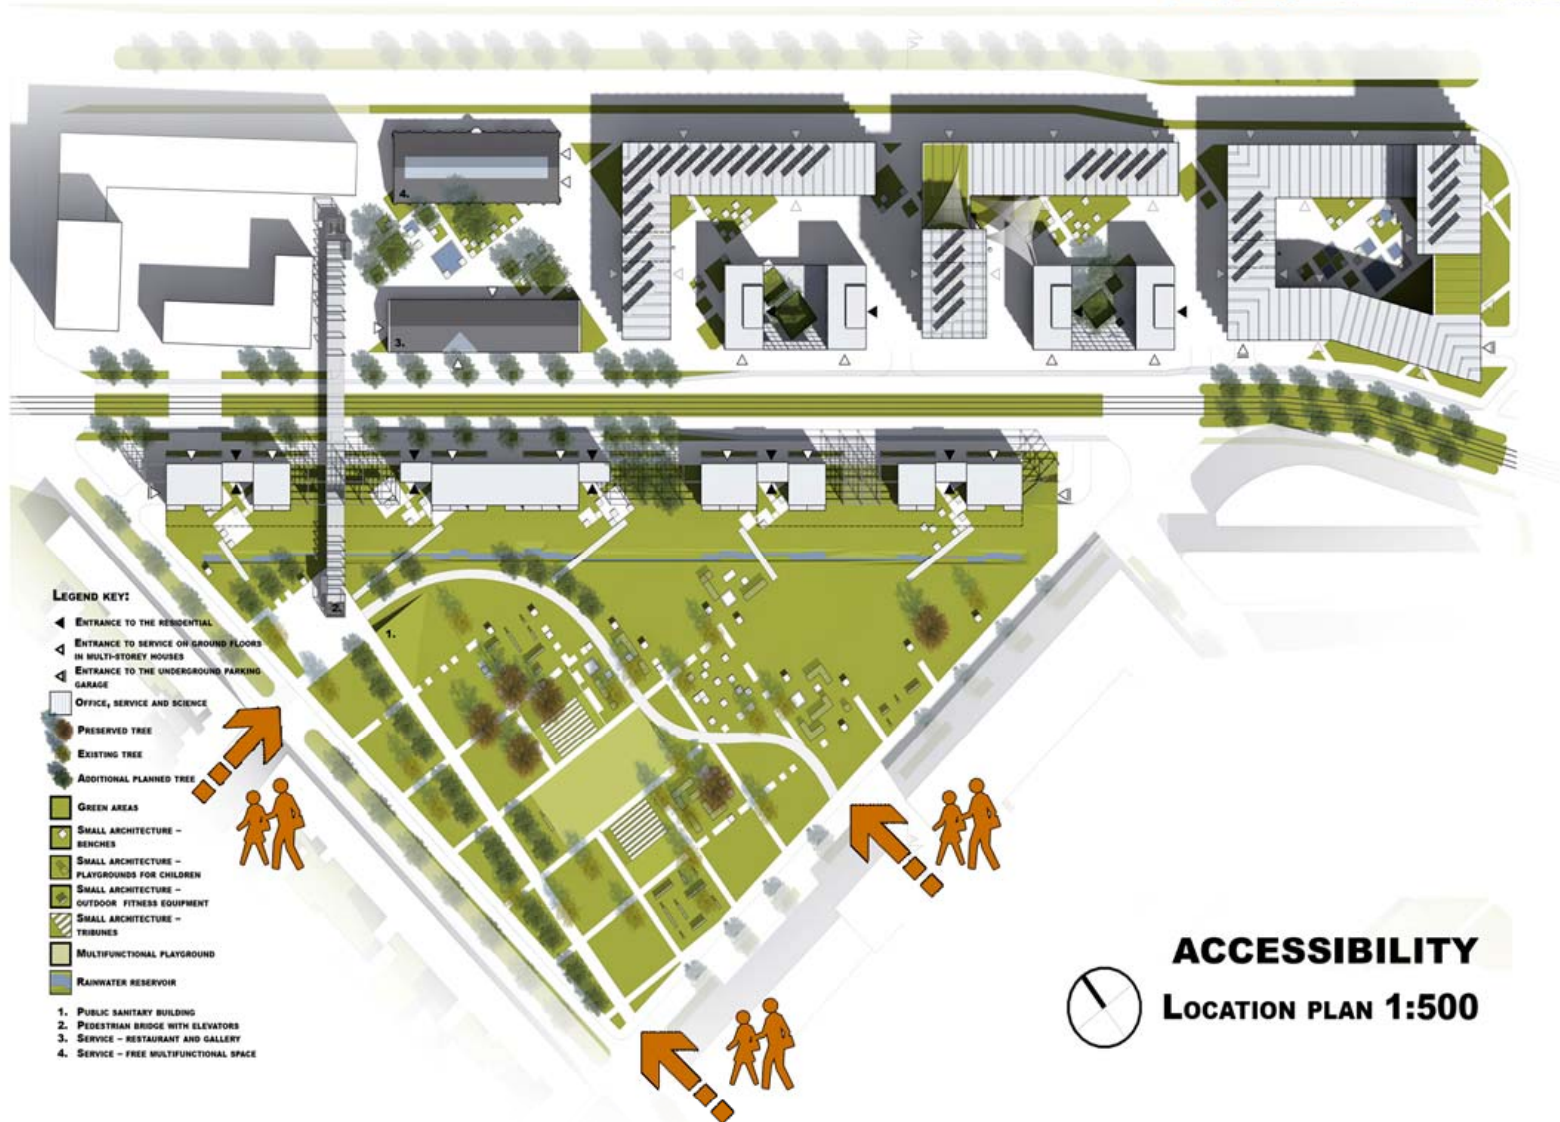 4.
3.
2.
1.
LEGEND KEY:
ENTRANCE TO THE RESIDENTIAL
ENTRANCE TO SERVICE ON GROUND FLOORS
IN MULTI-STOREY HOUSES
ENTRANCE TO THE UNDERGROUND PARKING
GARAGE
OFFICE, SERVICE AND SCIENCE
PRESERVED TREE
EXISTING TREE
ADDITIONAL PLANNED TREE
GREEN AREAS
SMALL ARCHITECTURE –
BENCHES
SMALL ARCHITECTURE –
PLAYGROUNDS FOR CHILDREN
SMALL ARCHITECTURE –
OUTDOOR FITNESS EQUIPMENT
SMALL ARCHITECTURE –
TRIBUNES
MULTIFUNCTIONAL PLAYGROUND
RAINWATER RESERVOIR
1. PUBLIC SANITARY BUILDING
2. PEDESTRIAN BRIDGE WITH ELEVATORS
3. SERVICE – RESTAURANT AND GALLERY
4. SERVICE – FREE MULTIFUNCTIONAL SPACE
ACCESSIBILITY
LOCATION PLAN 1:500